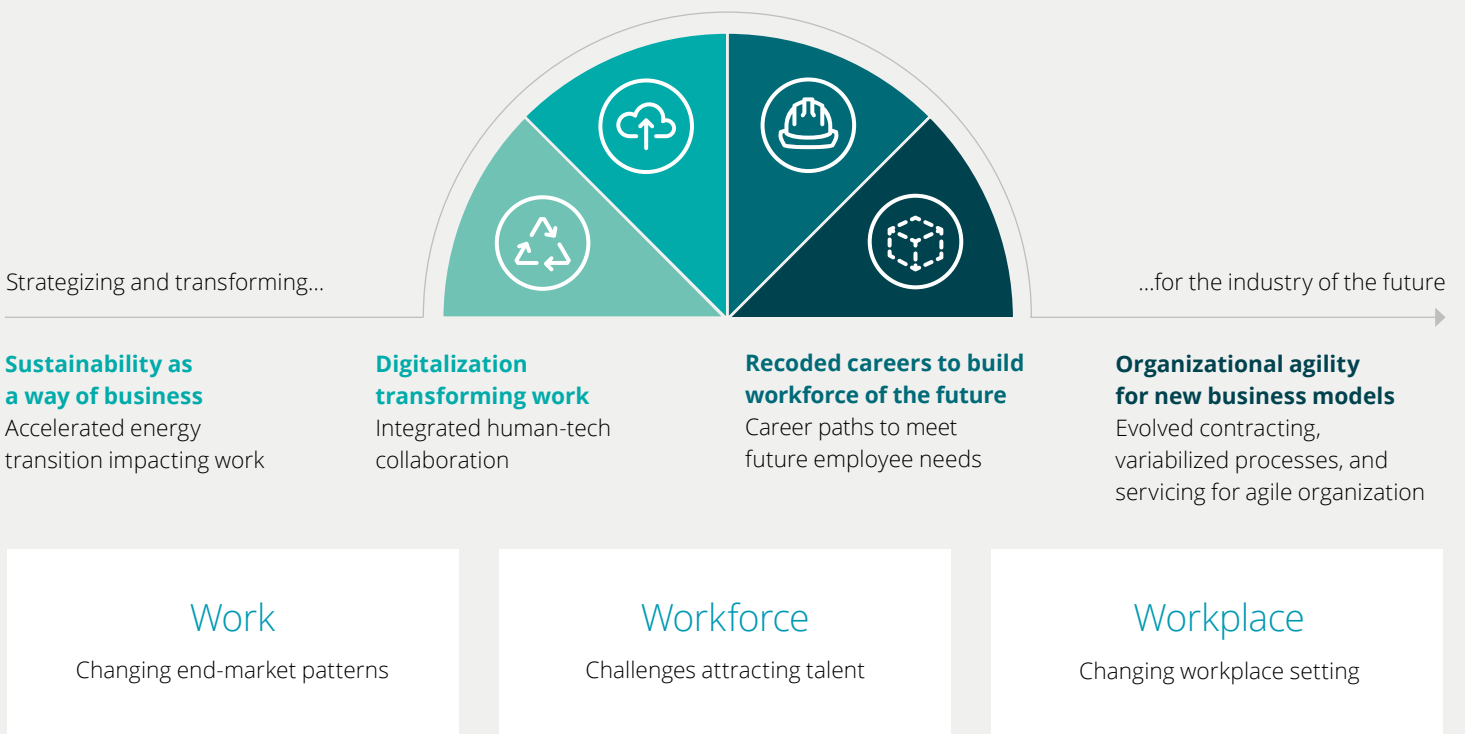 Strategizing and transforming...
...for the industry of the future
Sustainability as
a way of business
Accelerated energy
transition impacting work
Digitalization
transforming work
Integrated human-tech
collaboration
Recoded careers to build
workforce of the future
Career paths to meet
future employee needs
Organizational agility
for new business models
Evolved contracting,
variabilized processes, and
servicing for agile organization
Work
Changing end-market patterns
Workforce
Challenges attracting talent
Workplace
Changing workplace setting